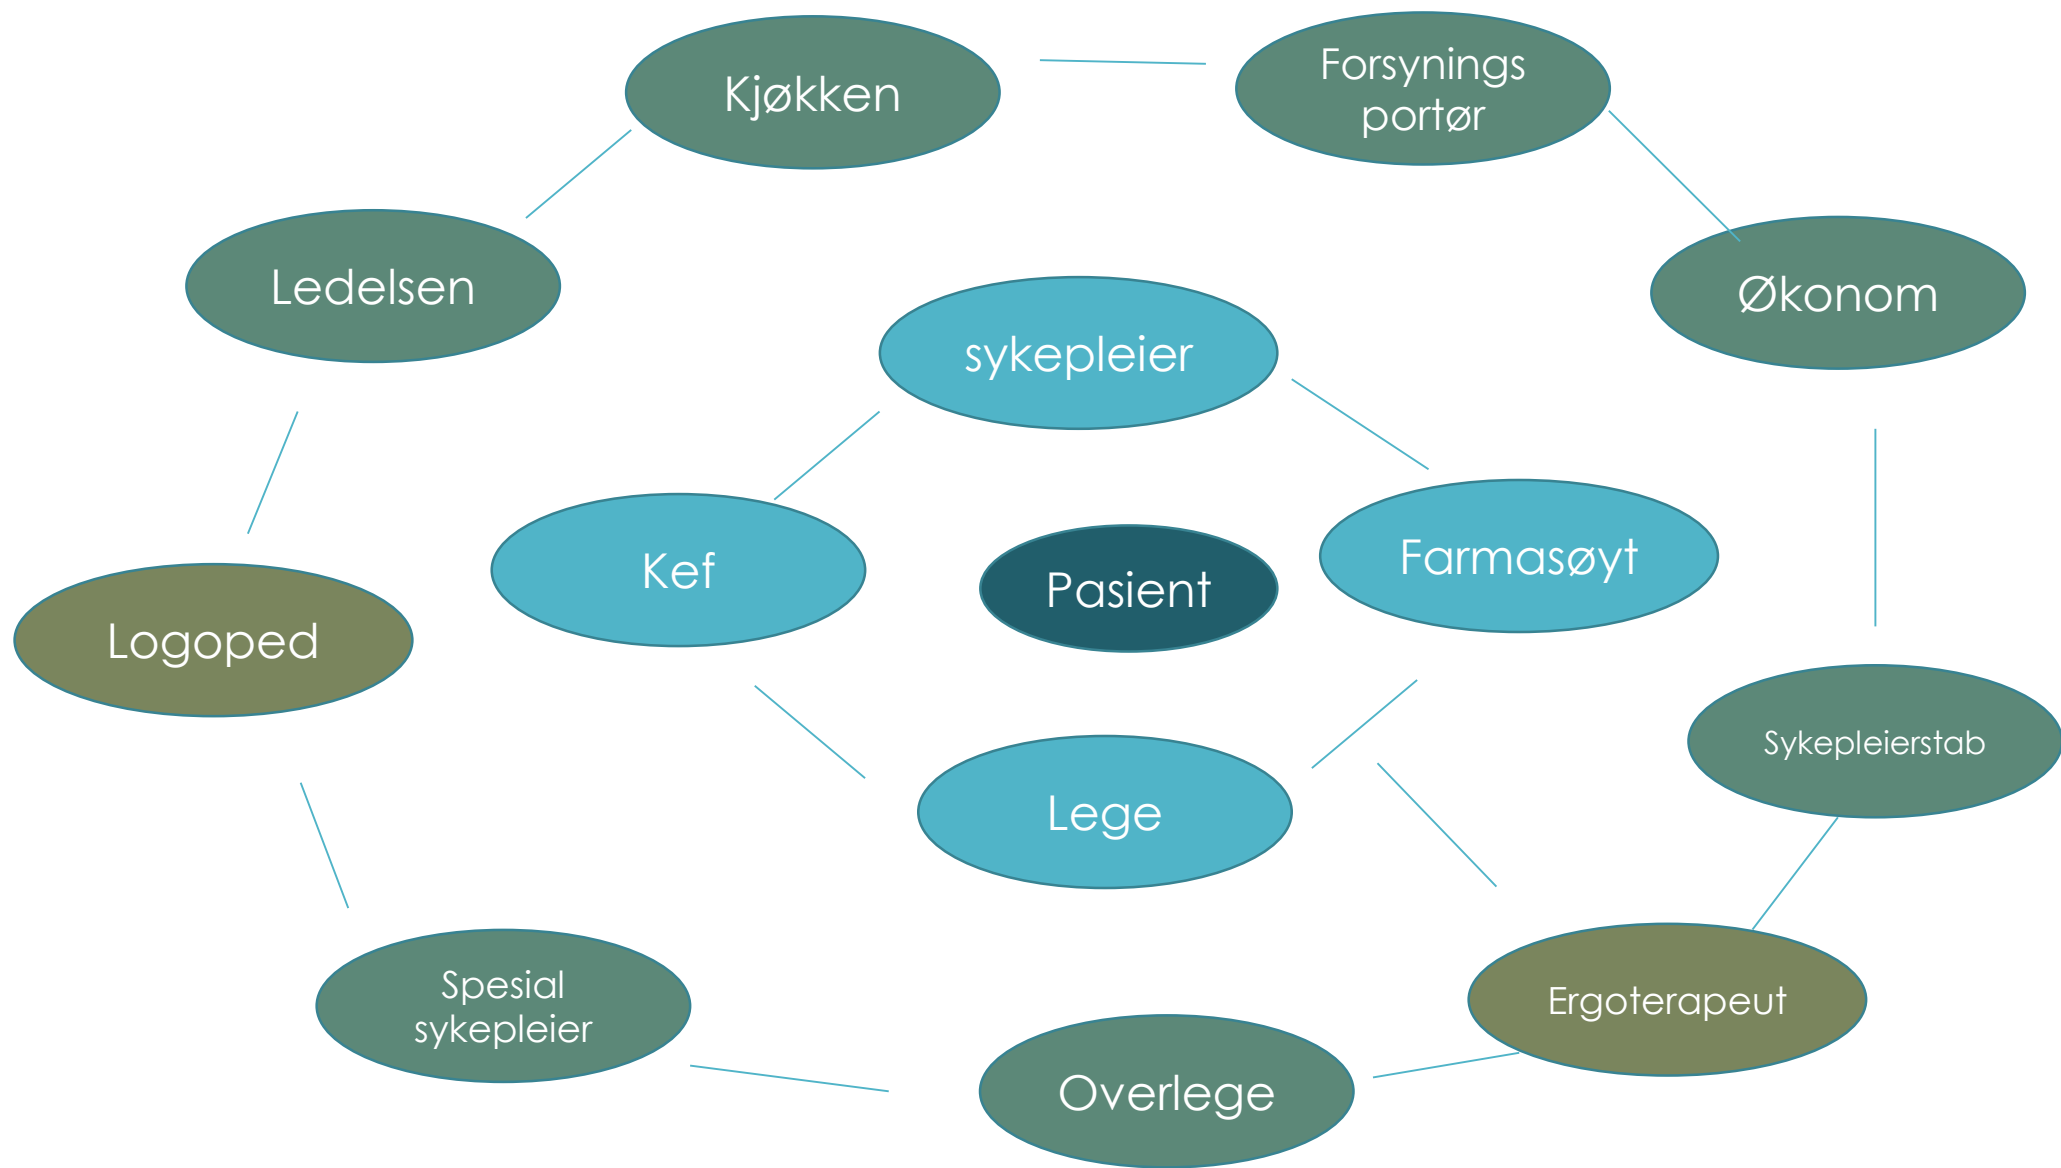 Kjøkken
Forsynings
portør
Ledelsen
Økonom
sykepleier
Kef
Farmasøyt
Pasient
Logoped
Sykepleierstab
Lege
Spesial
sykepleier
Ergoterapeut
Overlege